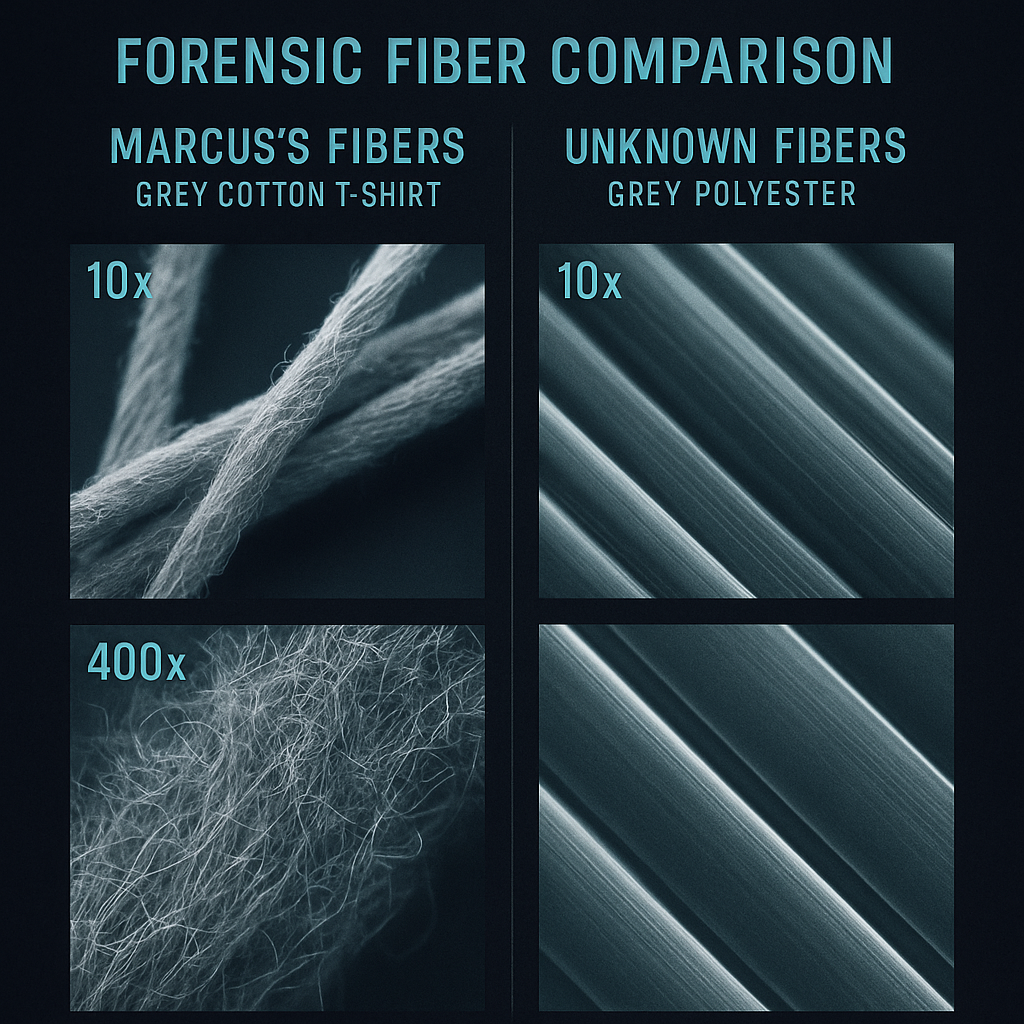 FORENSIC FIBER COMPARISON
MARCUS'S FIBERS
GREY COTTON T-SHIRT
UNKNOWN FIBERS
GREY POLYESTER
10x
10x
400x